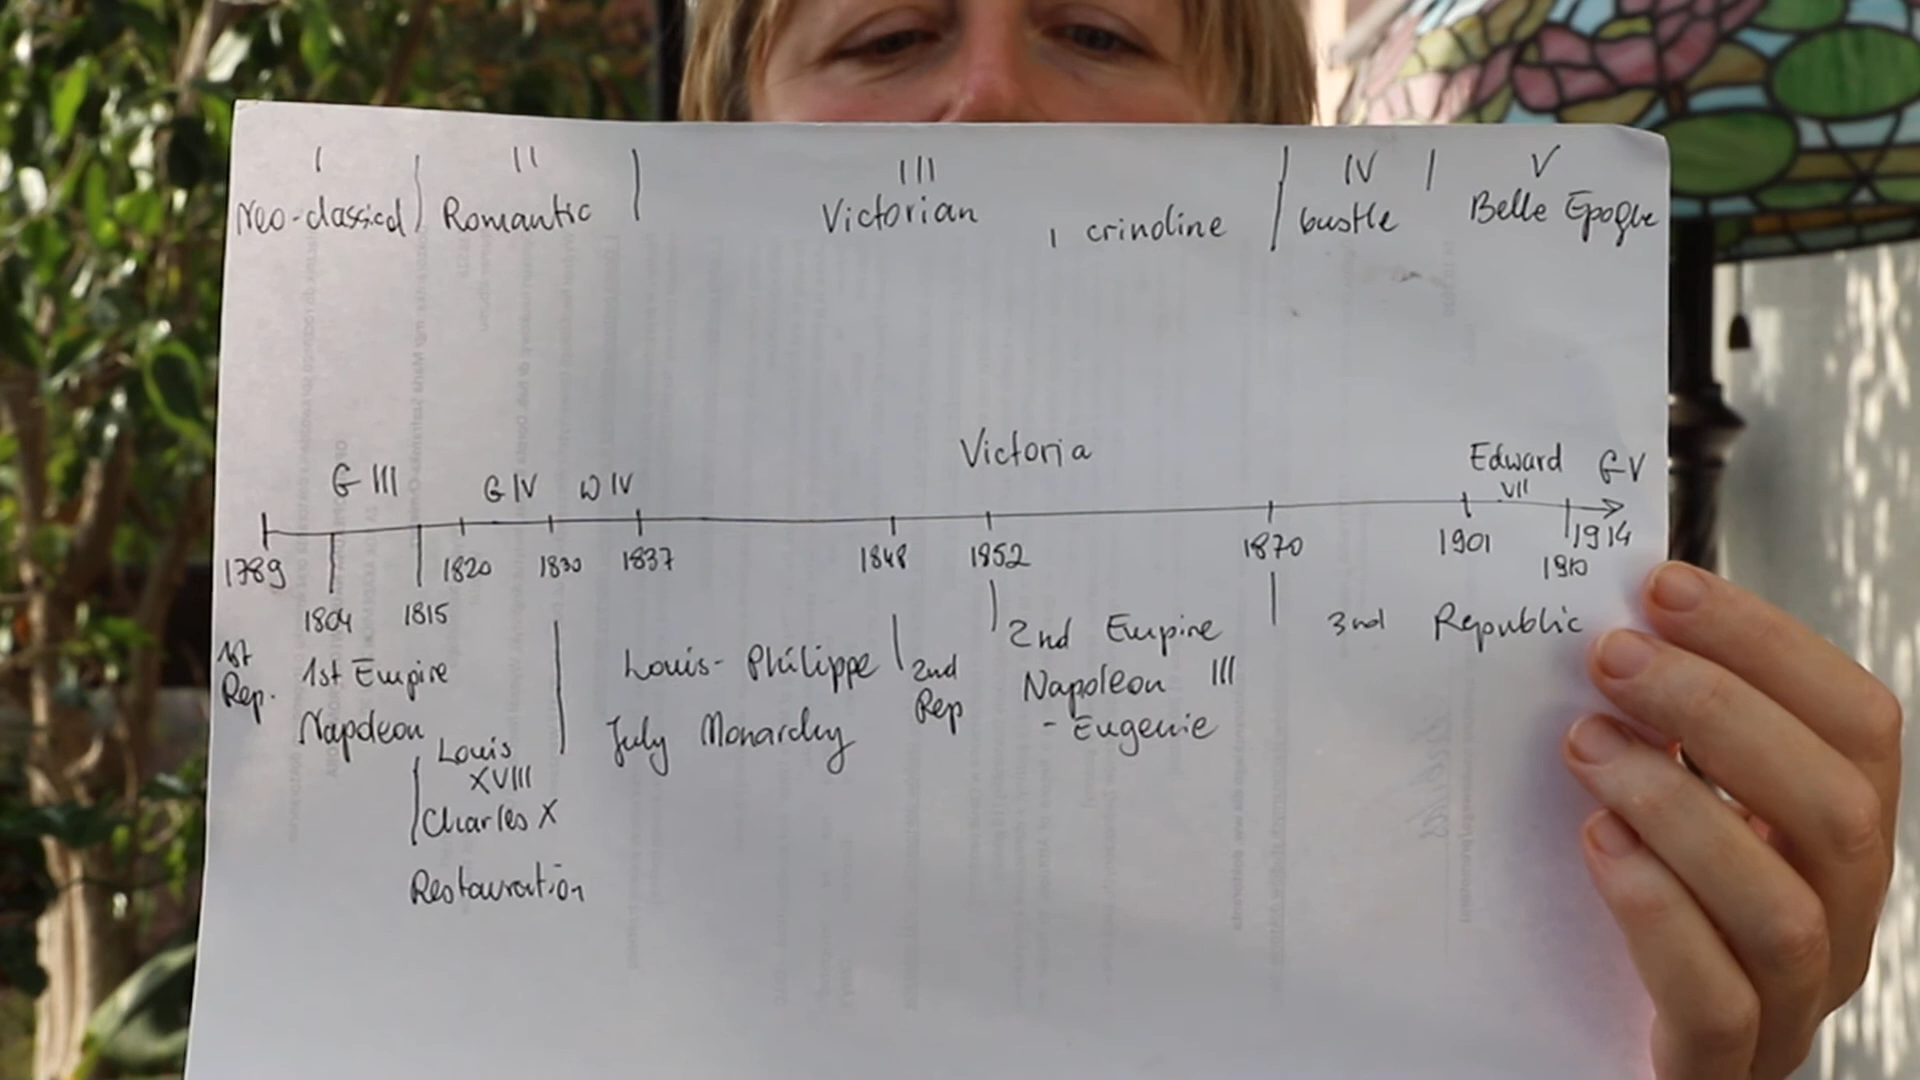 I II III IV V
Neo-classical Romantic Victorian crinoline bustle Belle Epoque
Victoria
G III G IV W IV Edward VII G V
1789 1804 1815 1820 1830 1837 1848 1852 1870 1901 1910 1914
1st Rep.
1st Empire
Napoleon
Louis XVIII
Charles X
Restauration
Louis-Philippe
July Monarchy
2nd Rep
2nd Empire
Napoleon III
- Eugenie
3rd Republic